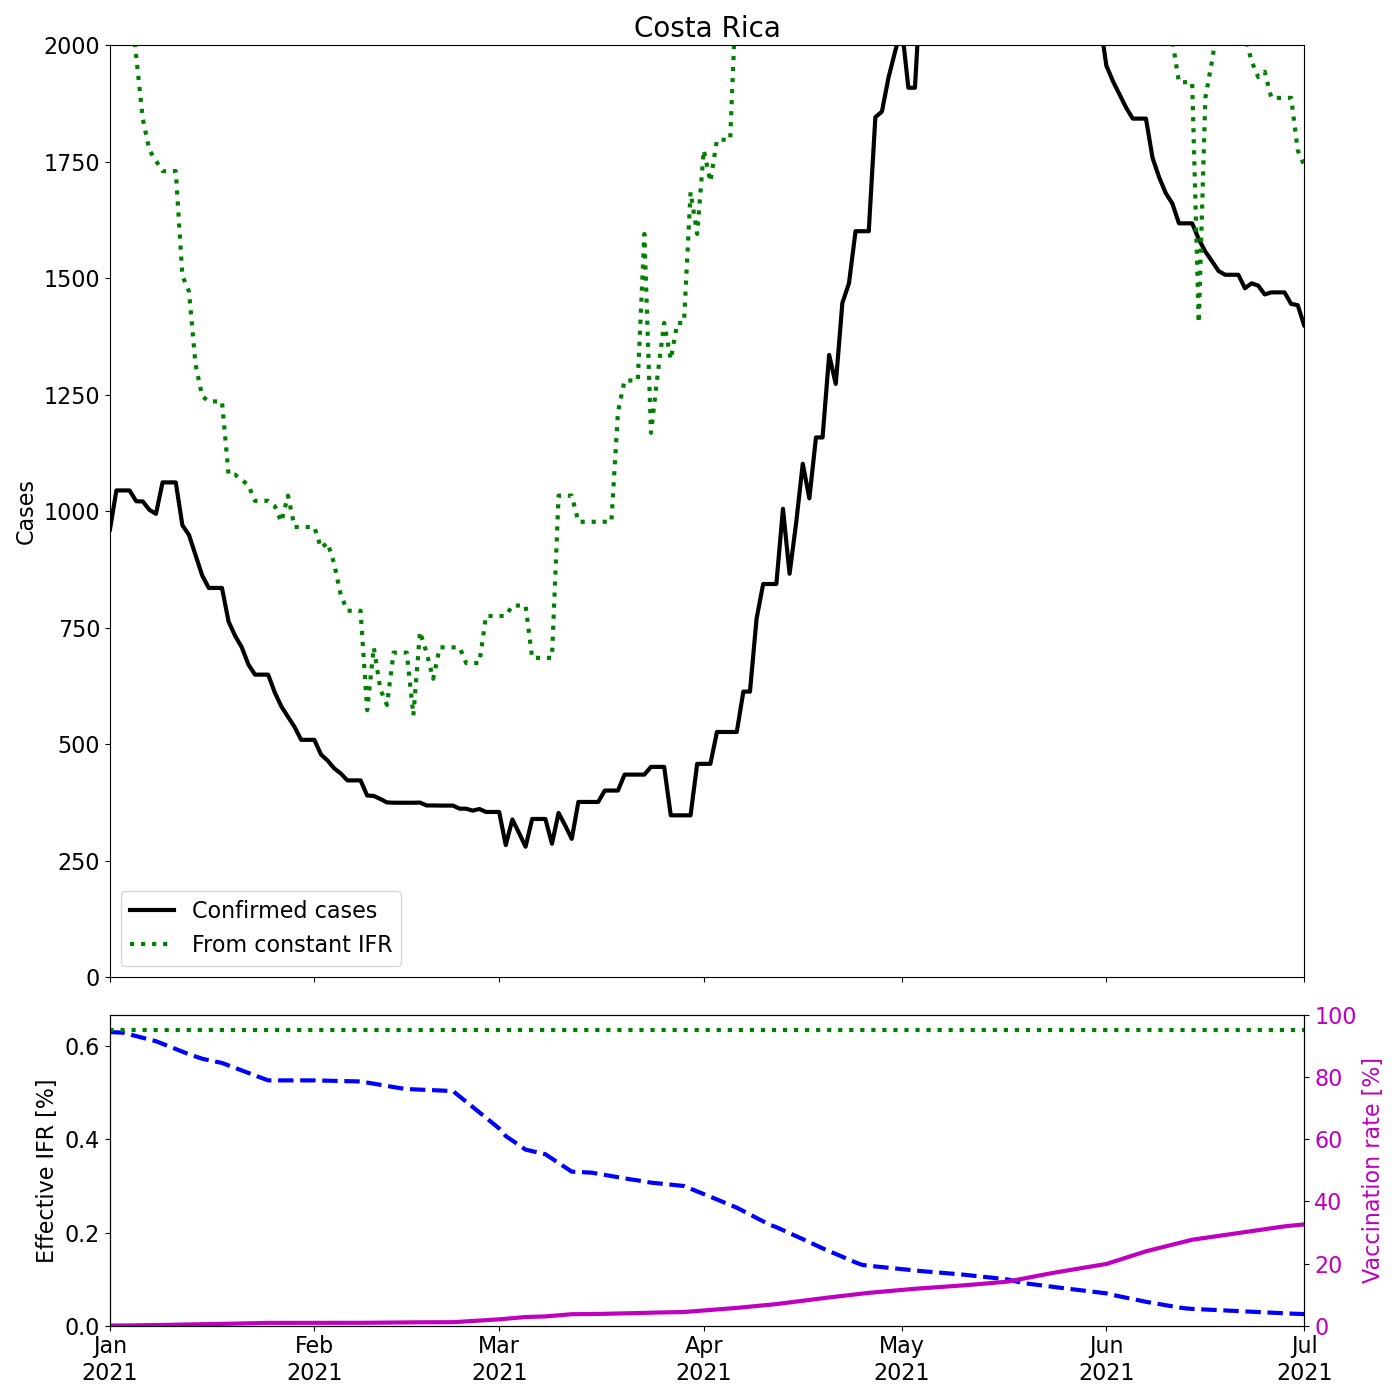 Costa Rica
2000
1750
1500
1250
1000
750
500
250
0
Cases
Confirmed cases
From constant IFR
0.6
0.4
0.2
0.0
Effective IFR [%]
100
80
60
40
20
0
Vaccination rate [%]
Jan Feb Mar Apr May Jun Jul
2021 2021 2021 2021 2021 2021 2021